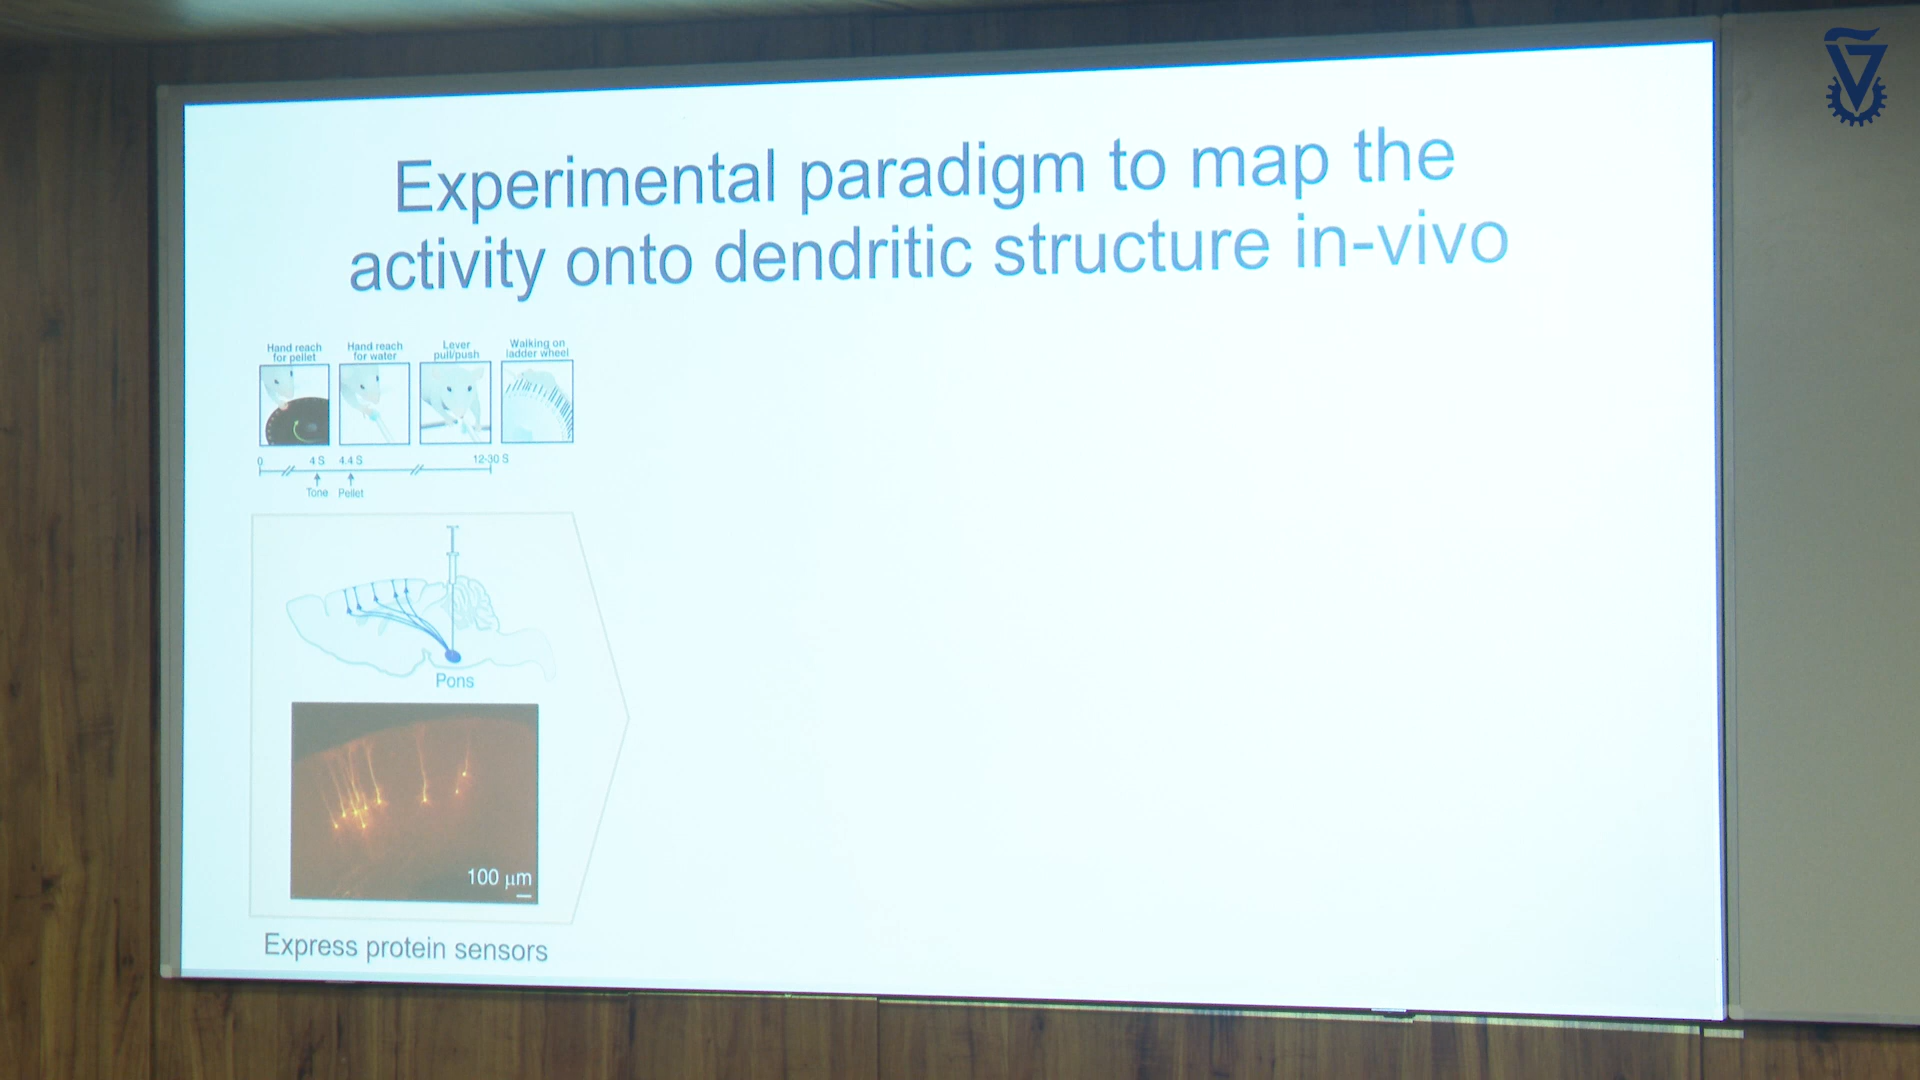 Experimental paradigm to map the
activity onto dendritic structure in-vivo
Hand reach
for pellet
Hand reach
for water
Lever
pull/push
Walking on
ladder wheel
0
4 S
4.4 S
12-30 S
Tone
Pellet
Pons
100 µm
Express protein sensors